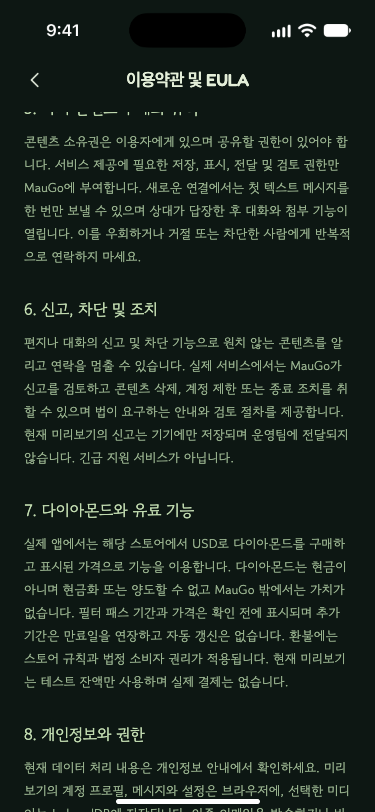 9:41
이용약관 및 EULA
콘텐츠 소유권은 이용자에게 있으며 공유할 권한이 있어야 합
니다. 서비스 제공에 필요한 저장, 표시, 전달 및 검토 권한만
MauGo에 부여합니다. 새로운 연결에서는 첫 텍스트 메시지를
한 번만 보낼 수 있으며 상대가 답장한 후 대화와 첨부 기능이
열립니다. 이를 우회하거나 거절 또는 차단한 사람에게 반복적
으로 연락하지 마세요.
6. 신고, 차단 및 조치
편지나 대화의 신고 및 차단 기능으로 원치 않는 콘텐츠를 알
리고 연락을 멈출 수 있습니다. 실제 서비스에서는 MauGo가
신고를 검토하고 콘텐츠 삭제, 계정 제한 또는 종료 조치를 취
할 수 있으며 법이 요구하는 안내와 검토 절차를 제공합니다.
현재 미리보기의 신고는 기기에만 저장되며 운영팀에 전달되지
않습니다. 긴급 지원 서비스가 아닙니다.
7. 다이아몬드와 유료 기능
실제 앱에서는 해당 스토어에서 USD로 다이아몬드를 구매하
고 표시된 가격으로 기능을 이용합니다. 다이아몬드는 현금이
아니며 현금화 또는 양도할 수 없고 MauGo 밖에서는 가치가
없습니다. 필터 패스 기간과 가격은 확인 전에 표시되며 추가
기간은 만료일을 연장하고 자동 갱신은 없습니다. 환불에는
스토어 규칙과 법정 소비자 권리가 적용됩니다. 현재 미리보기
는 테스트 잔액만 사용하며 실제 결제는 없습니다.
8. 개인정보와 권한
현재 데이터 처리 내용은 개인정보 안내에서 확인하세요. 미리
보기의 계정 프로필, 메시지와 설정은 브라우저에, 선택한 미디